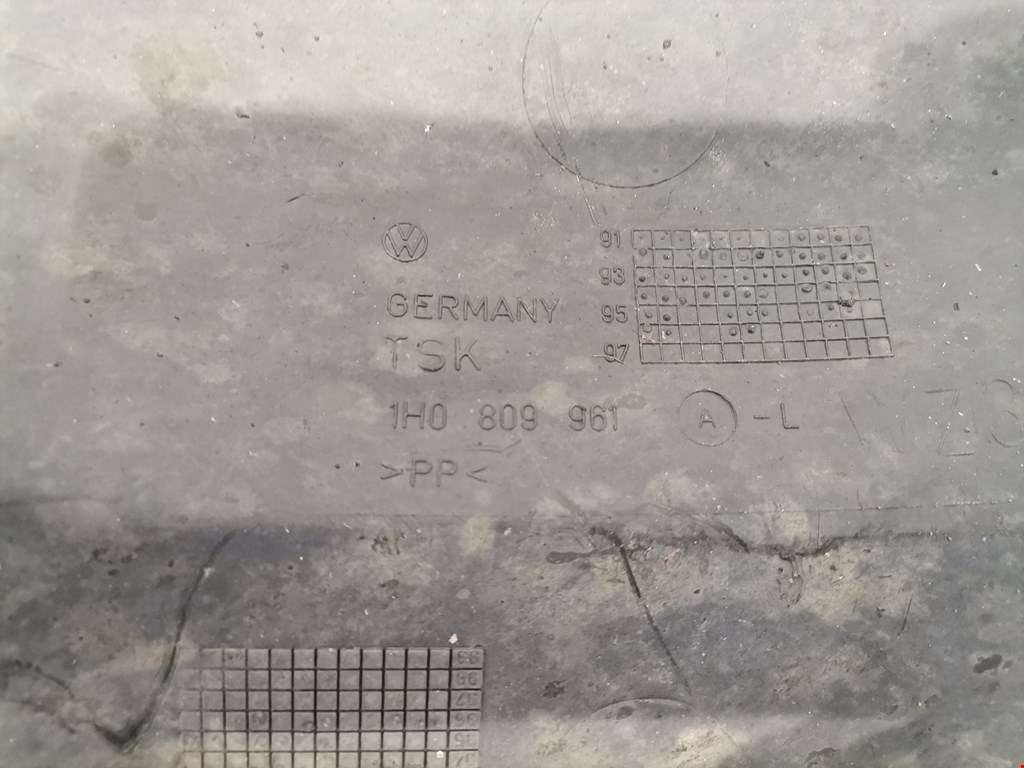 91
93
GERMANY
95
TSK
97
1H0 809 961 A -L
>PP<